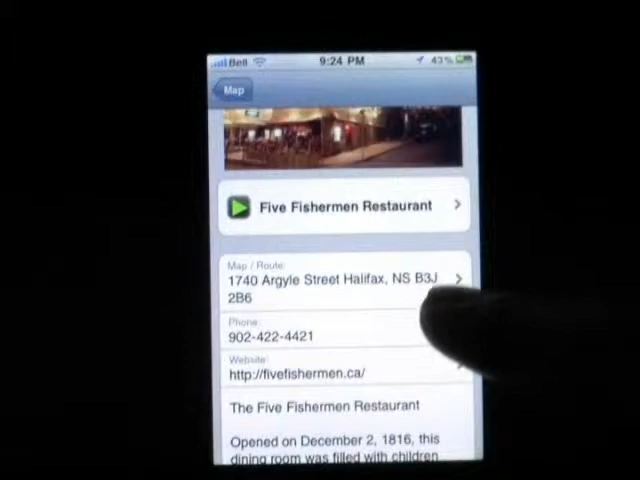 Bell 9:24 PM 43%
Map
Five Fishermen Restaurant
Map / Route:
1740 Argyle Street Halifax, NS B3J
2B6
Phone:
902-422-4421
Website:
http://fivefishermen.ca/
The Five Fishermen Restaurant
Opened on December 2, 1816, this
dining room was filled with children